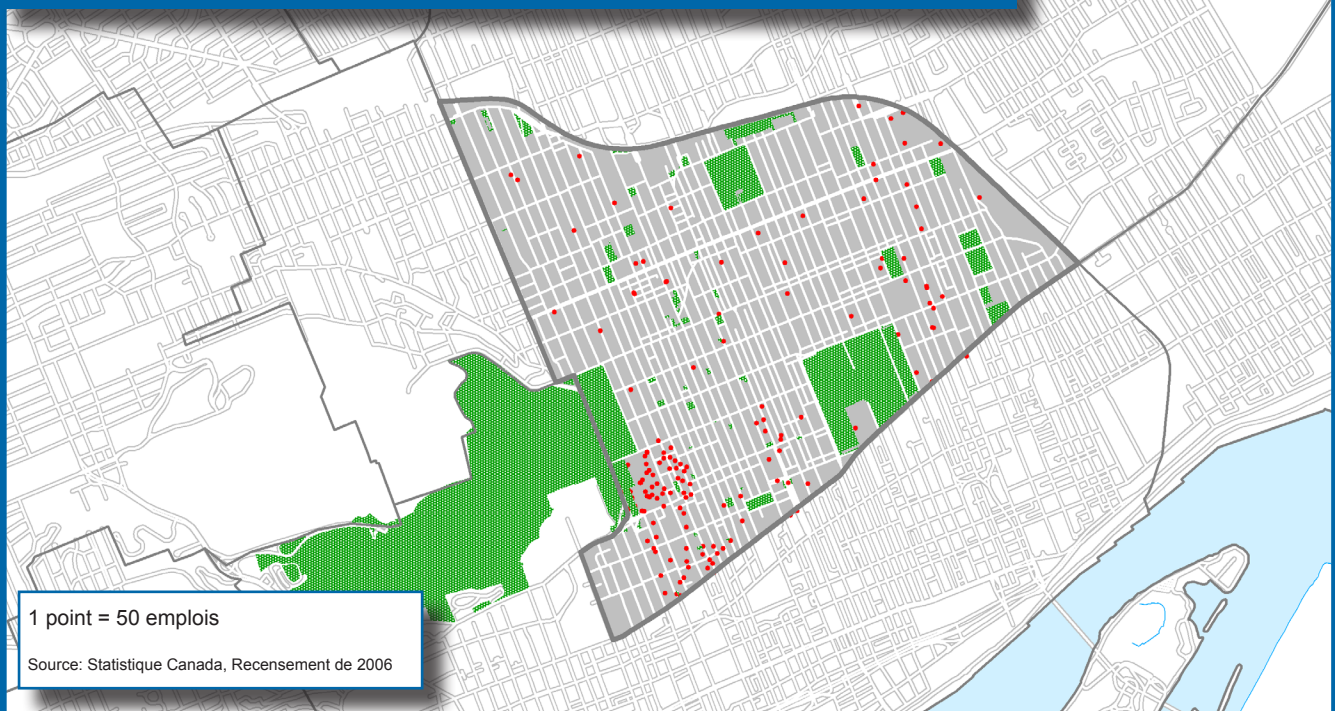 1 point = 50 emplois
Source: Statistique Canada, Recensement de 2006